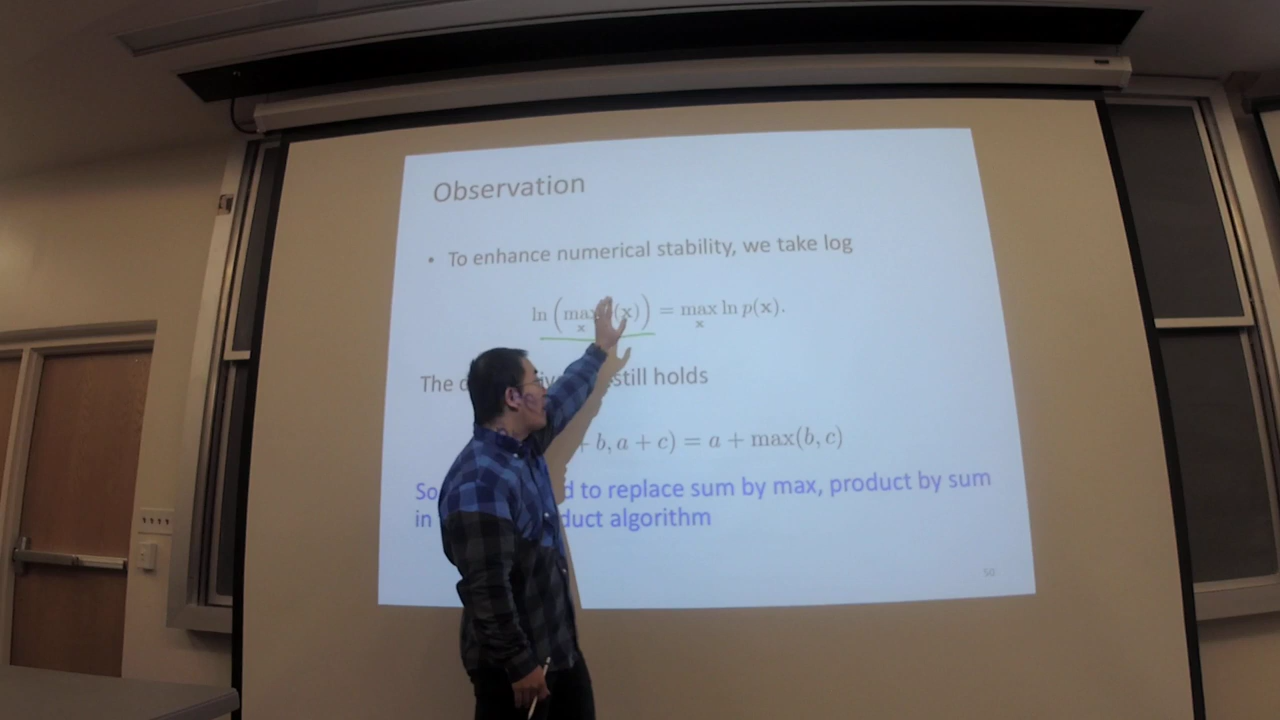 Observation
• To enhance numerical stability, we take log
ln (max x (x)) = max x ln p(x).
The still holds
b, a + c) = a + max(b, c)
So to replace sum by max, product by sum
in algorithm
50